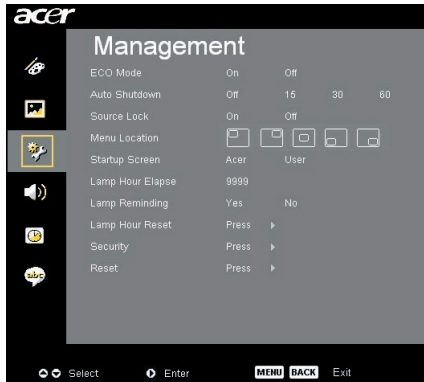 acer
Management
ECO Mode On Off
Auto Shutdown Off 15 30 60
Source Lock On Off
Menu Location
Startup Screen Acer User
Lamp Hour Elapse 9999
Lamp Reminding Yes No
Lamp Hour Reset Press
Security Press
Reset Press
abc
Select Enter MENU BACK Exit